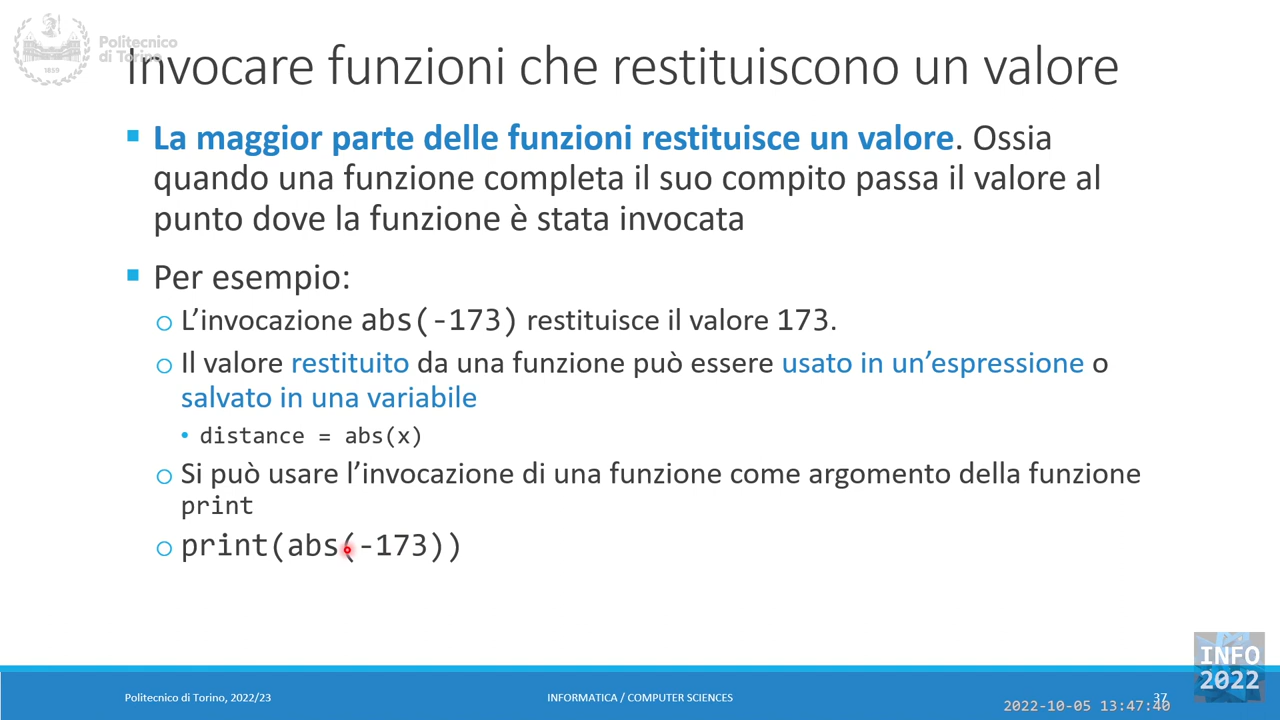 Politecnico
di Torino
1859
Invocare funzioni che restituiscono un valore
La maggior parte delle funzioni restituisce un valore. Ossia
quando una funzione completa il suo compito passa il valore al
punto dove la funzione è stata invocata
Per esempio:
L’invocazione abs(-173) restituisce il valore 173.
Il valore restituito da una funzione può essere usato in un’espressione o
salvato in una variabile
distance = abs(x)
Si può usare l’invocazione di una funzione come argomento della funzione
print
print(abs(-173))
INFO
2022
Politecnico di Torino, 2022/23
INFORMATICA / COMPUTER SCIENCES
37
2022-10-05 13:47:40